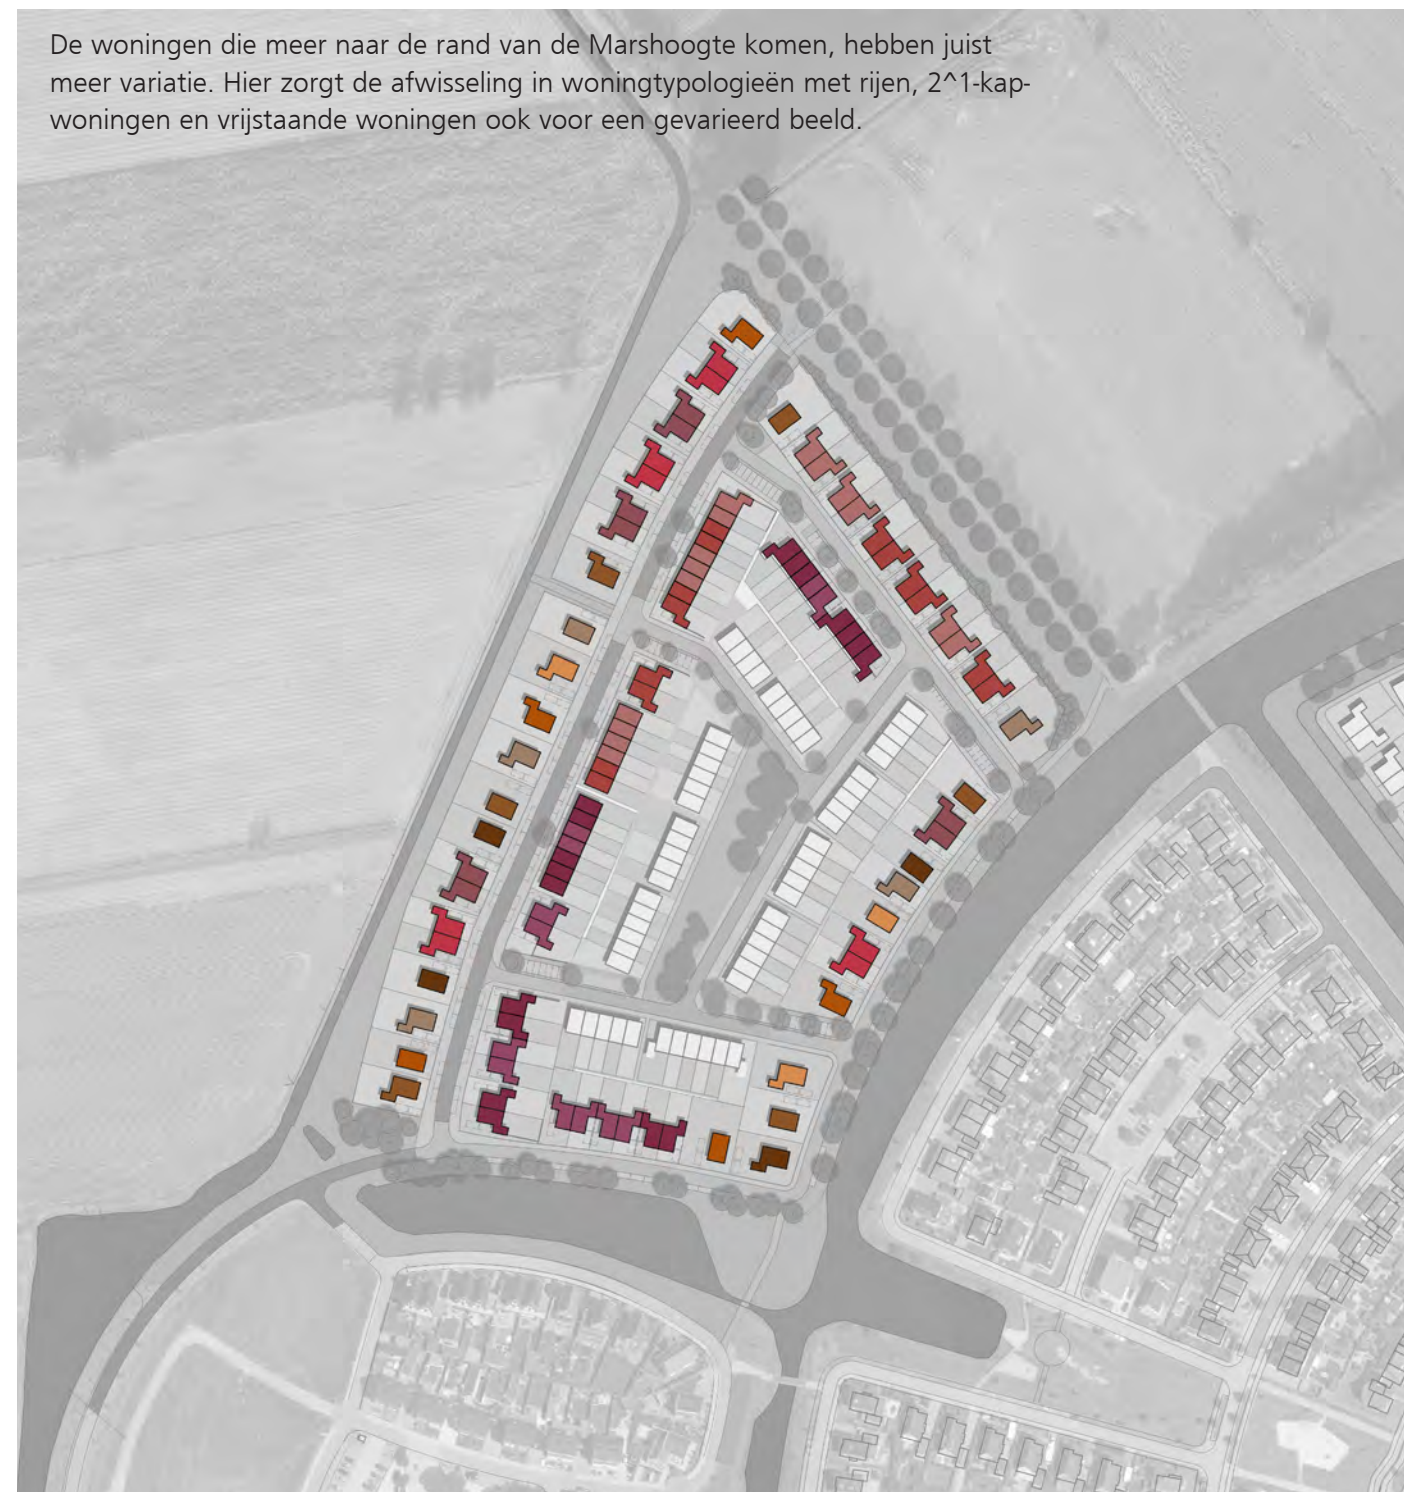 De woningen die meer naar de rand van de Marshoogte komen, hebben juist
meer variatie. Hier zorgt de afwisseling in woningtypologieën met rijen, 2^1-kap-
woningen en vrijstaande woningen ook voor een gevarieerd beeld.